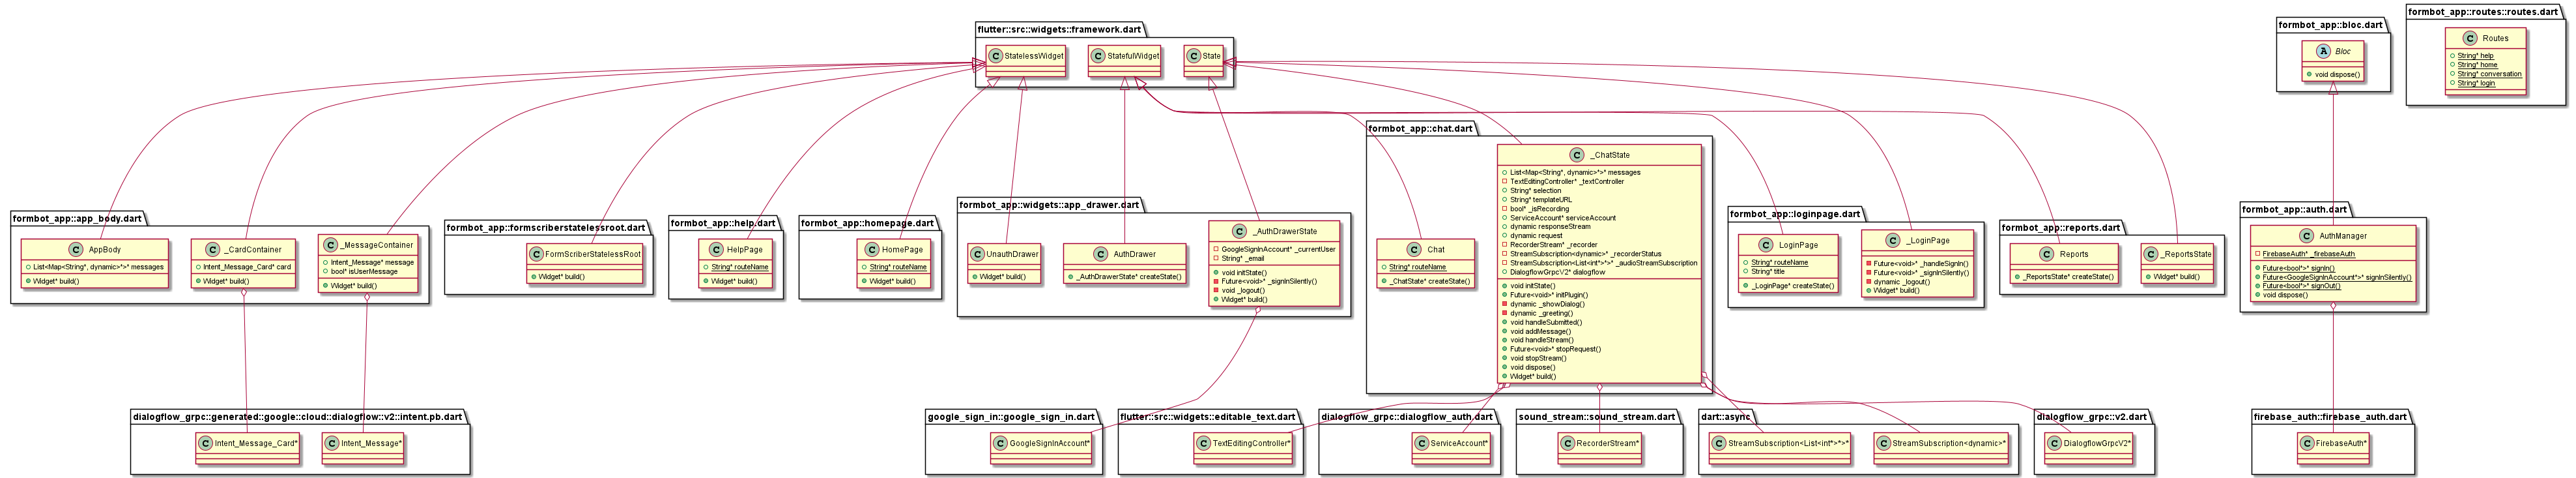 flutter::src::widgets::framework.dart
C StatelessWidget
C StatefulWidget
C State
formbot_app::bloc.dart
A Bloc
void dispose()
formbot_app::routes::routes.dart
C Routes
String* help
String* home
String* conversation
String* login
formbot_app::app_body.dart
C AppBody
List<Map<String*, dynamic>*>* messages
Widget* build()
C _CardContainer
Intent_Message_Card* card
Widget* build()
C _MessageContainer
Intent_Message* message
bool* isUserMessage
Widget* build()
formbot_app::formscriberstatelessroot.dart
C FormScriberStatelessRoot
Widget* build()
formbot_app::help.dart
C HelpPage
String* routeName
Widget* build()
formbot_app::homepage.dart
C HomePage
String* routeName
Widget* build()
formbot_app::widgets::app_drawer.dart
C UnauthDrawer
Widget* build()
C AuthDrawer
_AuthDrawerState* createState()
C _AuthDrawerState
GoogleSignInAccount* _currentUser
String* _email
void initState()
Future<void>* _signInSilently()
void _logout()
Widget* build()
formbot_app::chat.dart
C Chat
String* routeName
_ChatState* createState()
C _ChatState
List<Map<String*, dynamic>*>* messages
TextEditingController* _textController
String* selection
String* templateURL
bool* _isRecording
ServiceAccount* serviceAccount
dynamic responseStream
dynamic request
RecorderStream* _recorder
StreamSubscription<dynamic>* _recorderStatus
StreamSubscription<List<int*>*>* _audioStreamSubscription
DialogflowGrpcV2* dialogflow
void initState()
Future<void>* initPlugin()
dynamic _showDialog()
dynamic _greeting()
void handleSubmitted()
void addMessage()
void handleStream()
Future<void>* stopRequest()
void stopStream()
void dispose()
Widget* build()
formbot_app::loginpage.dart
C LoginPage
String* routeName
String* title
_LoginPage* createState()
C _LoginPage
Future<void>* _handleSignIn()
Future<void>* _signInSilently()
dynamic _logout()
Widget* build()
formbot_app::reports.dart
C Reports
_ReportsState* createState()
C _ReportsState
Widget* build()
formbot_app::auth.dart
C AuthManager
FirebaseAuth* _firebaseAuth
Future<bool*>* signIn()
Future<GoogleSignInAccount*>* signInSilently()
Future<bool*>* signOut()
void dispose()
dialogflow_grpc::generated::google::cloud::dialogflow::v2::intent.pb.dart
C Intent_Message_Card*
C Intent_Message*
google_sign_in::google_sign_in.dart
C GoogleSignInAccount*
flutter::src::widgets::editable_text.dart
C TextEditingController*
dialogflow_grpc::dialogflow_auth.dart
C ServiceAccount*
sound_stream::sound_stream.dart
C RecorderStream*
dart::async
C StreamSubscription<List<int*>*>*
C StreamSubscription<dynamic>*
dialogflow_grpc::v2.dart
C DialogflowGrpcV2*
firebase_auth::firebase_auth.dart
C FirebaseAuth*